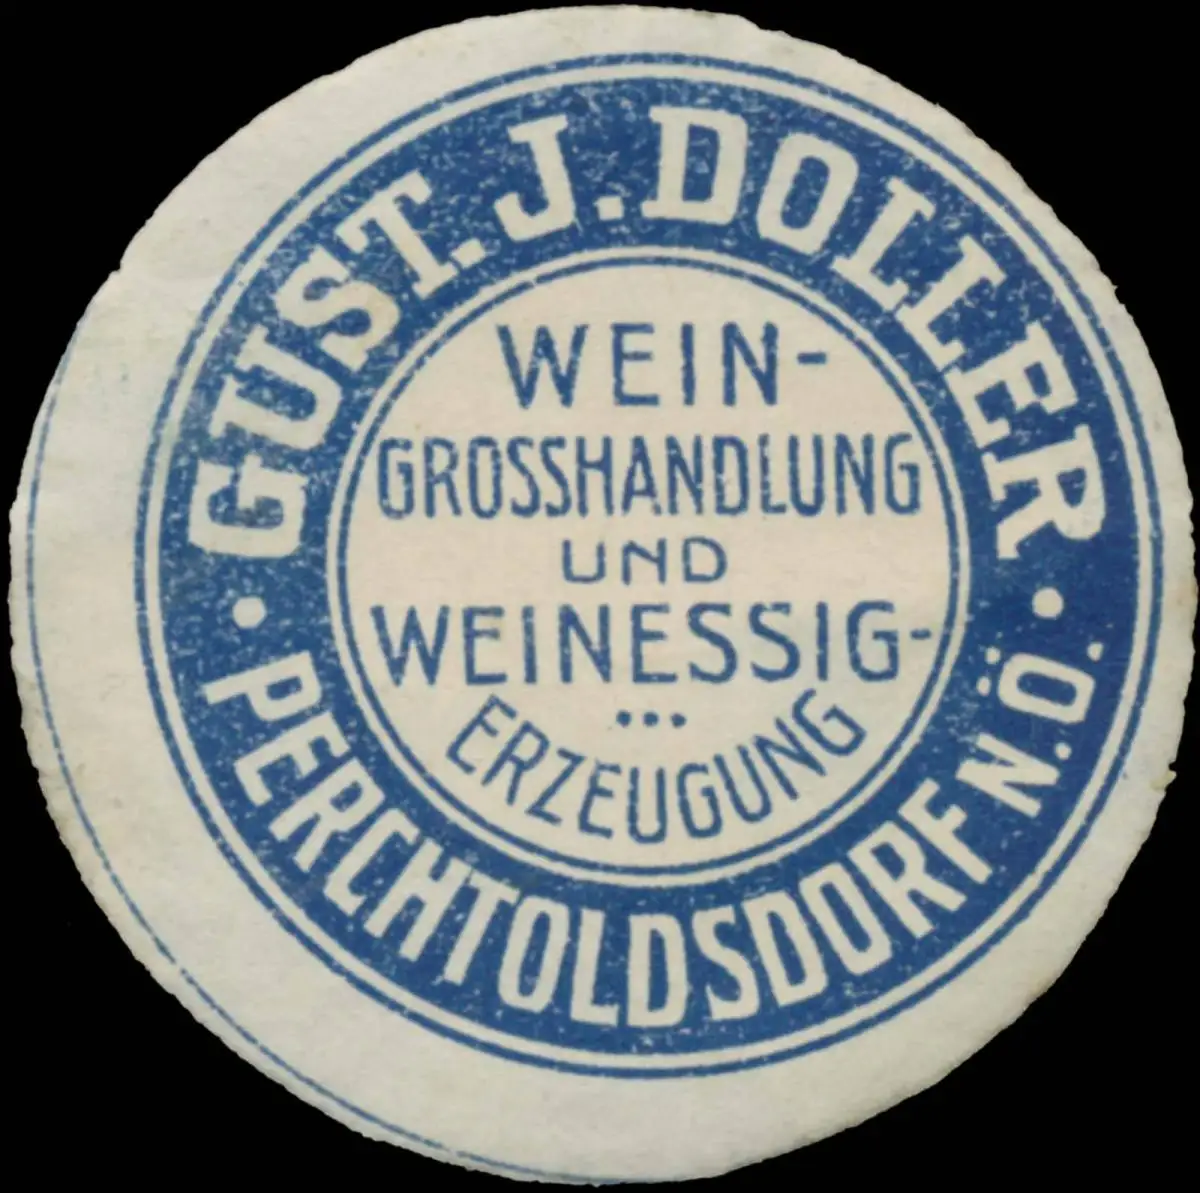 GUST. J. DOLLER
WEIN-
GROSSHANDLUNG
UND
WEINESSIG-
ERZEUGUNG
PERCHTOLDSDORF N.Ö.